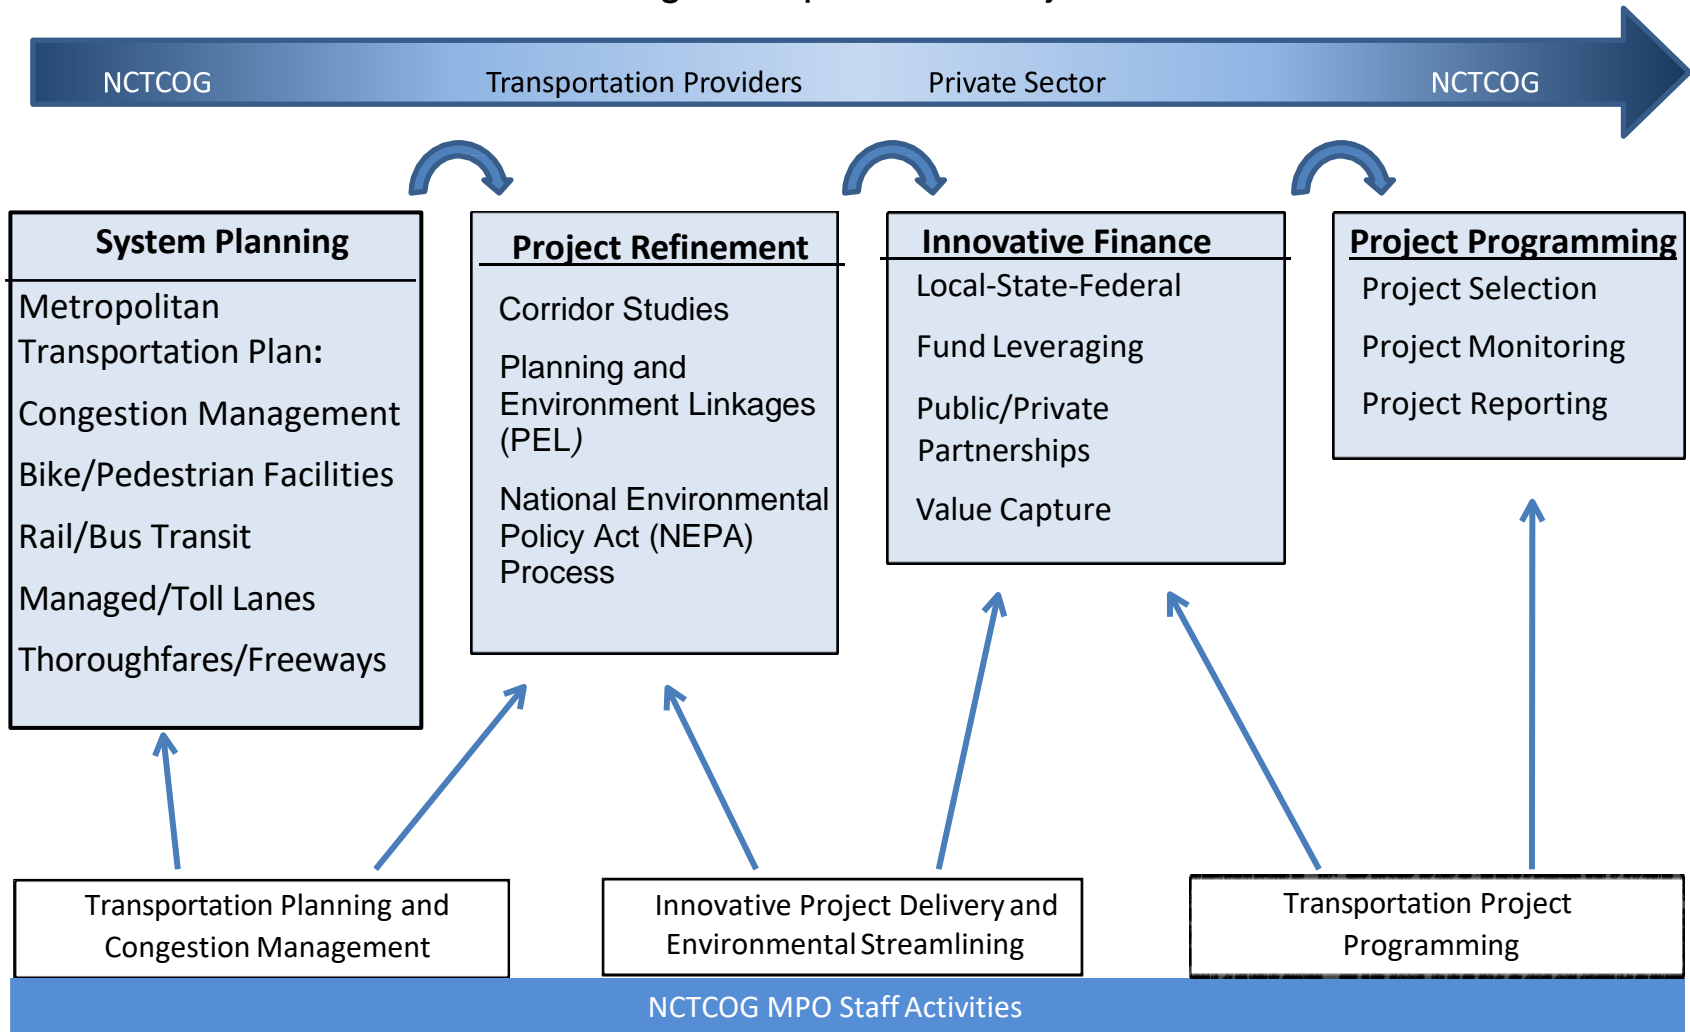 NCTCOG
Transportation Providers
Private Sector
NCTCOG
System Planning
Metropolitan
Transportation Plan:
Congestion Management
Bike/Pedestrian Facilities
Rail/Bus Transit
Managed/Toll Lanes
Thoroughfares/Freeways
Project Refinement
Corridor Studies
Planning and
Environment Linkages
(PEL)
National Environmental
Policy Act (NEPA)
Process
Innovative Finance
Local-State-Federal
Fund Leveraging
Public/Private
Partnerships
Value Capture
Project Programming
Project Selection
Project Monitoring
Project Reporting
Transportation Planning and
Congestion Management
Innovative Project Delivery and
Environmental Streamlining
Transportation Project
Programming
NCTCOG MPO Staff Activities